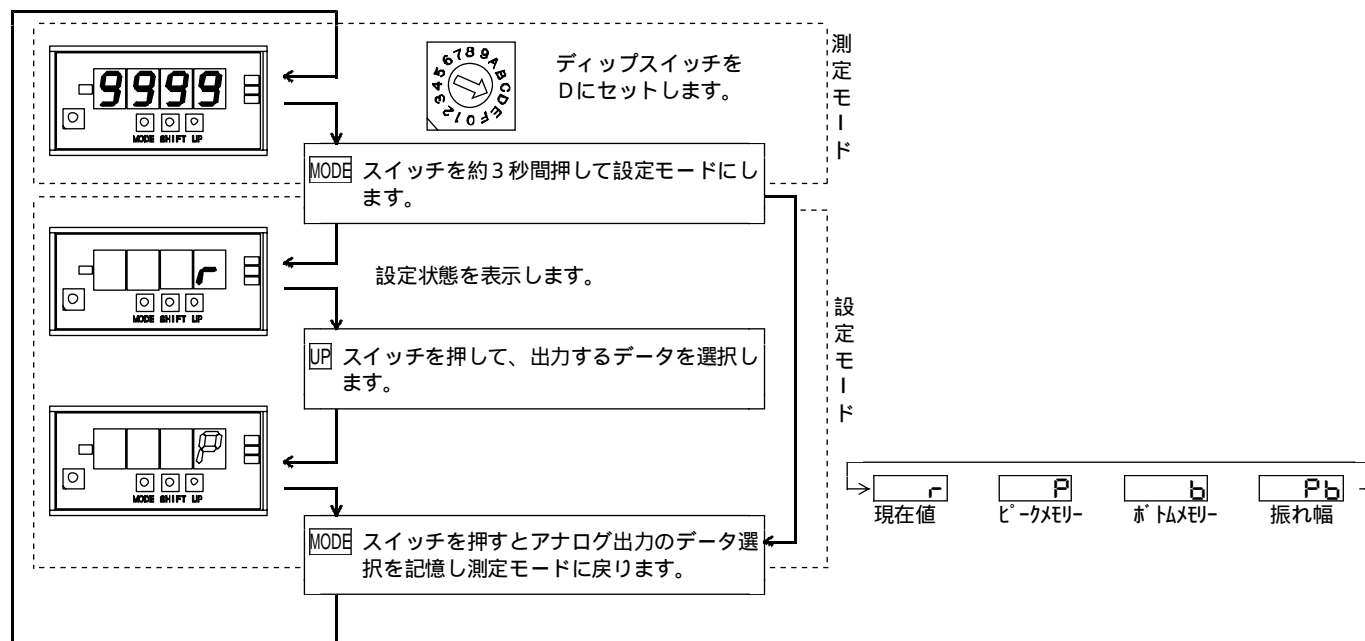 9999
MODE SHIFT UP
0123456789ABCDEF
ディップスイッチを
Dにセットします。
測定モード
MODE スイッチを約3秒間押して設定モードにし
ます。
r
MODE SHIFT UP
設定状態を表示します。
設定モード
UP スイッチを押して、出力するデータを選択し
ます。
P
MODE SHIFT UP
r P b Pb
現在値 ﾋﾟｰｸﾒﾓﾘｰ ﾎﾞﾄﾑﾒﾓﾘｰ 振れ幅
MODE スイッチを押すとアナログ出力のデータ選
択を記憶し測定モードに戻ります。